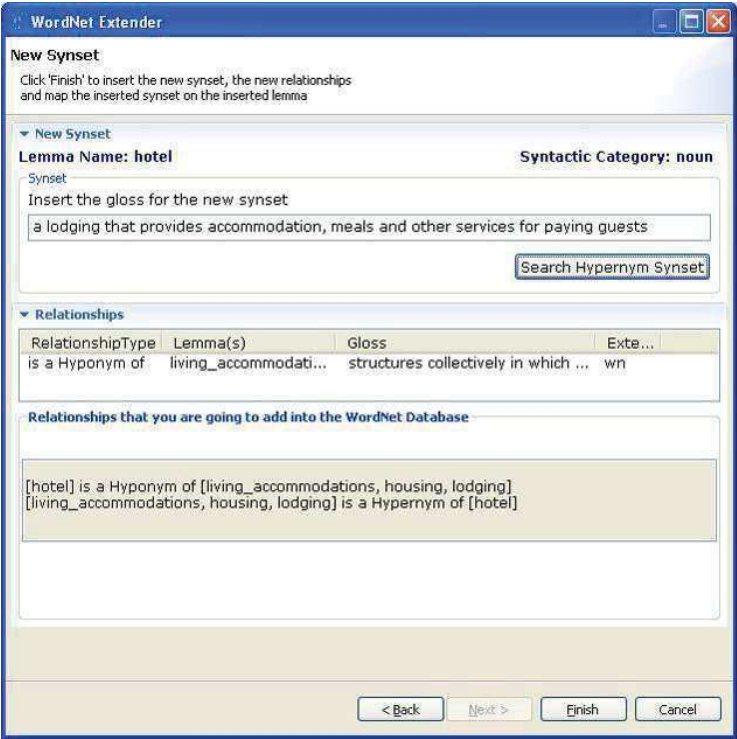 WordNet Extender
New Synset
Click 'Finish' to insert the new synset, the new relationships
and map the inserted synset on the inserted lemma
New Synset
Lemma Name: hotel Syntactic Category: noun
Synset
Insert the gloss for the new synset
a lodging that provides accommodation, meals and other services for paying guests
Search Hypernym Synset
Relationships
RelationshipType Lemma(s) Gloss Exte...
is a Hyponym of living_accommodati... structures collectively in which ... wn
Relationships that you are going to add into the WordNet Database
[hotel] is a Hyponym of [living_accommodations, housing, lodging]
[living_accommodations, housing, lodging] is a Hypernym of [hotel]
< Back Next > Finish Cancel